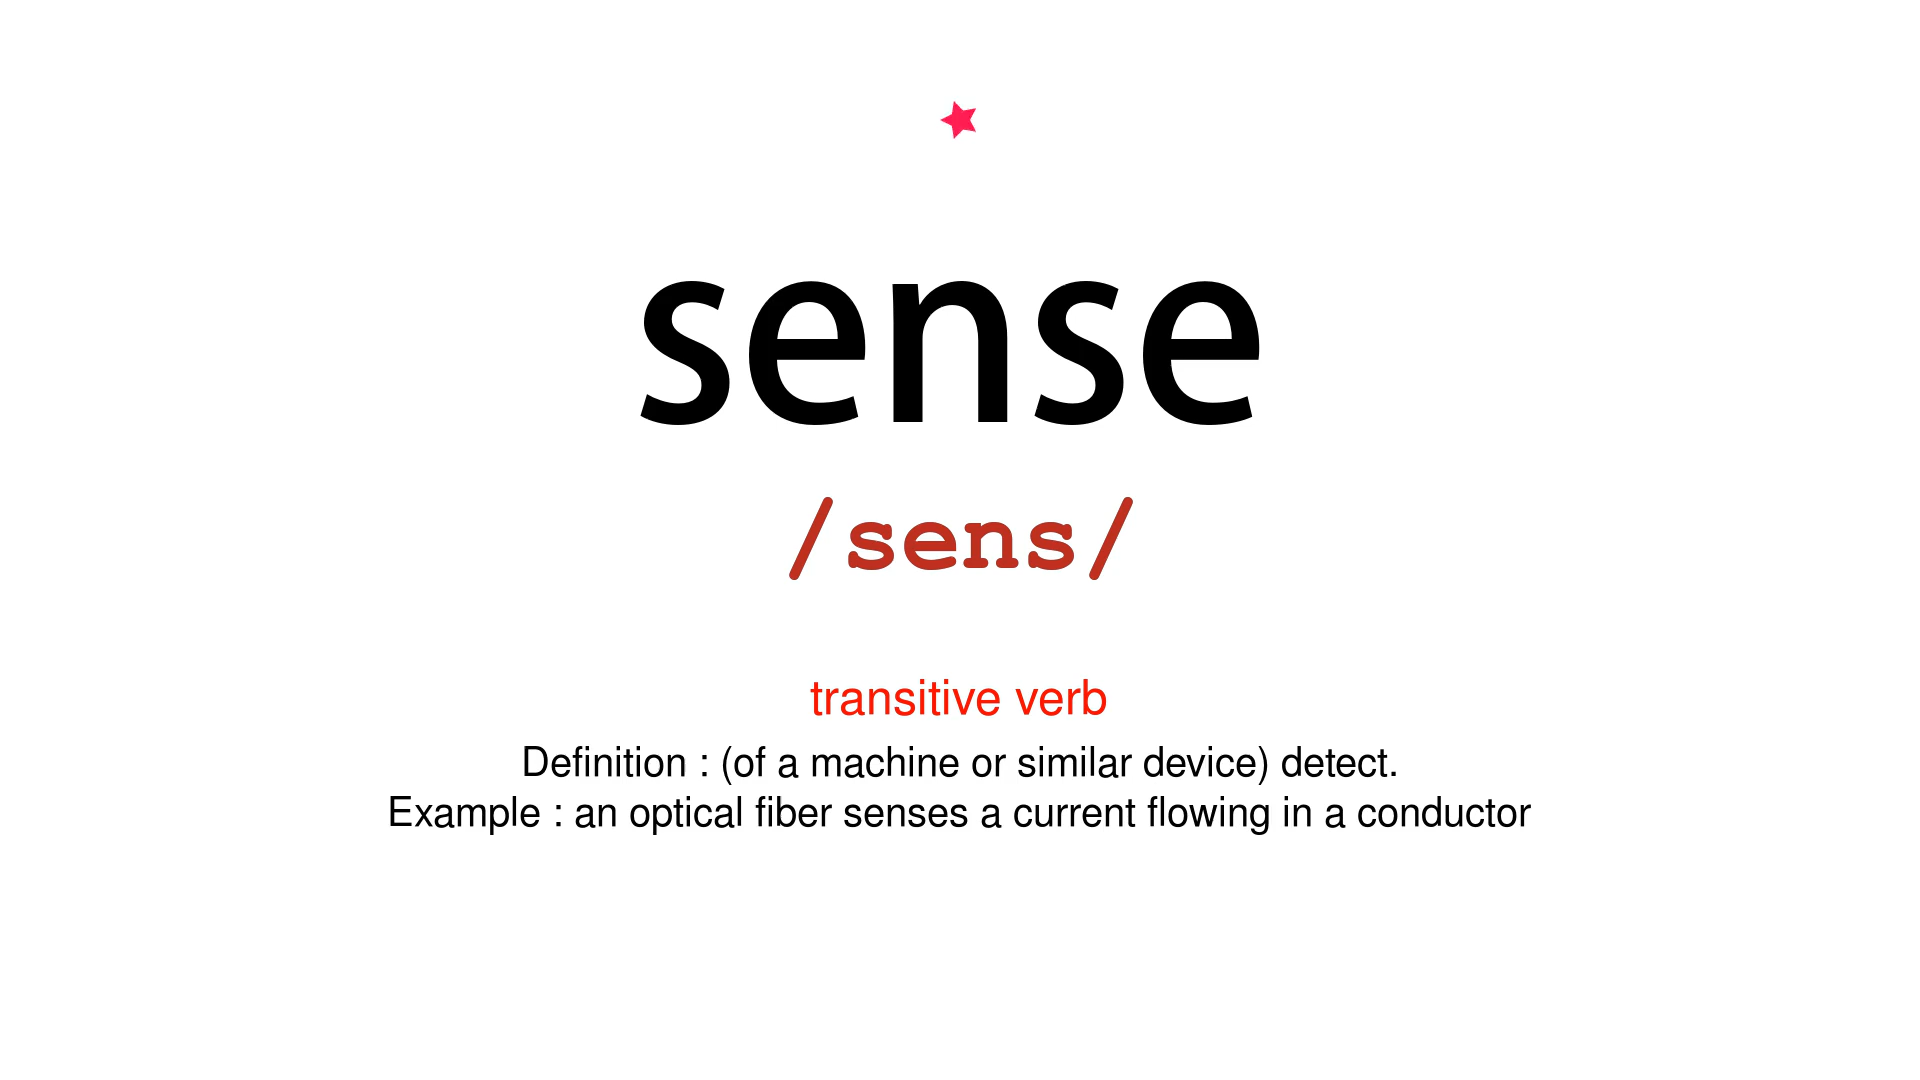 sense
/sens/
transitive verb
Definition : (of a machine or similar device) detect.
Example : an optical fiber senses a current flowing in a conductor